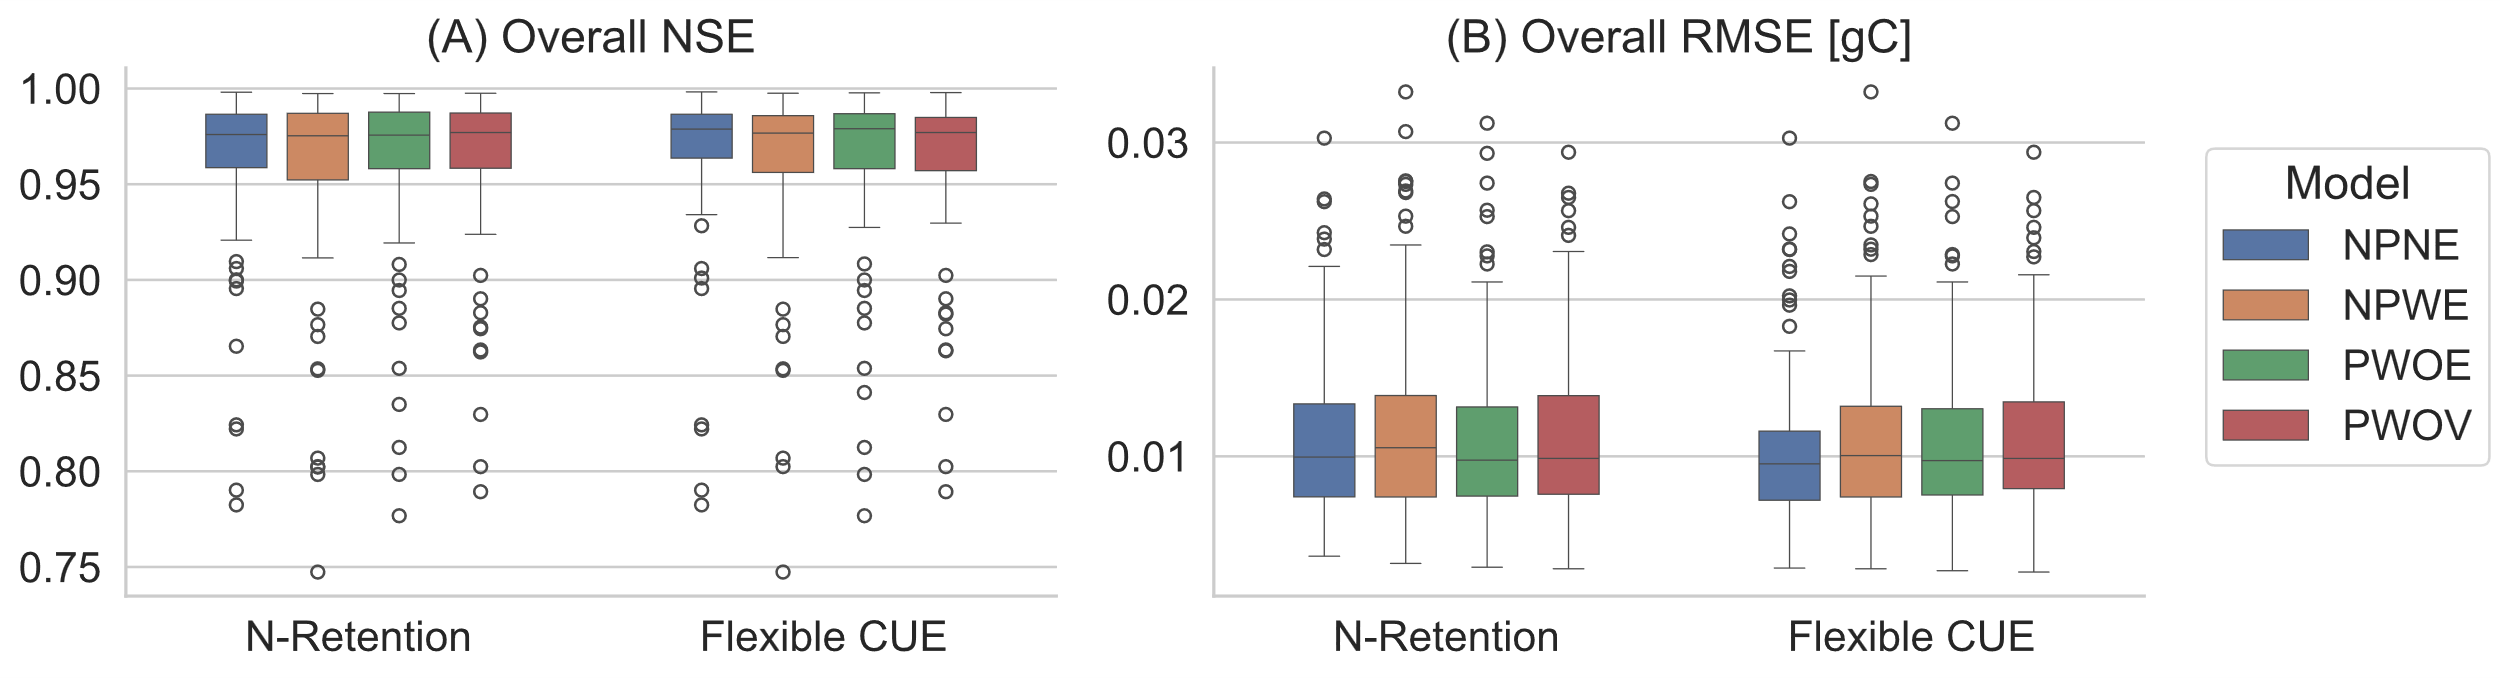 (A) Overall NSE
1.00
0.95
0.90
0.85
0.80
0.75
N-Retention
Flexible CUE
(B) Overall RMSE [gC]
0.03
0.02
0.01
N-Retention
Flexible CUE
Model
NPNE
NPWE
PWOE
PWOV